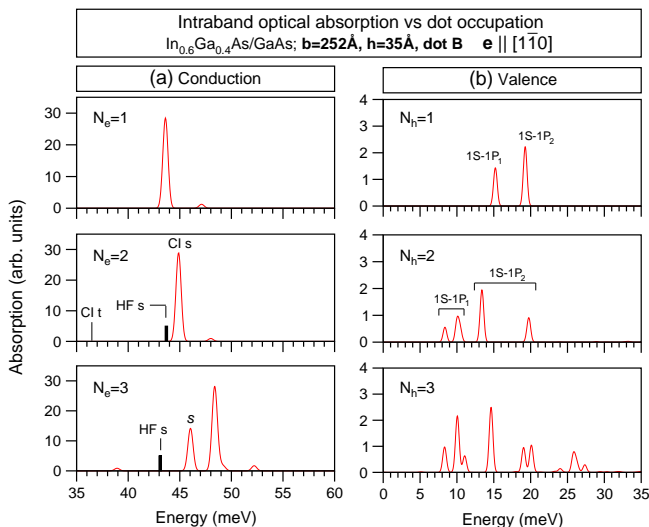 Intraband optical absorption vs dot occupation
In₀.₆Ga₀.₄As/GaAs; b=252Å, h=35Å, dot B e || [11̅0]
(a) Conduction
(b) Valence
Absorption (arb. units)
Nₑ=1
30
20
10
0
Nₑ=2
CI s
HF s
CI t
30
20
10
0
Nₑ=3
s
HF s
30
20
10
0
35 40 45 50 55 60
Energy (meV)
Nₕ=1
1S-1P₁
1S-1P₂
4
3
2
1
0
Nₕ=2
1S-1P₁
1S-1P₂
4
3
2
1
0
Nₕ=3
4
3
2
1
0
0 5 10 15 20 25 30 35
Energy (meV)